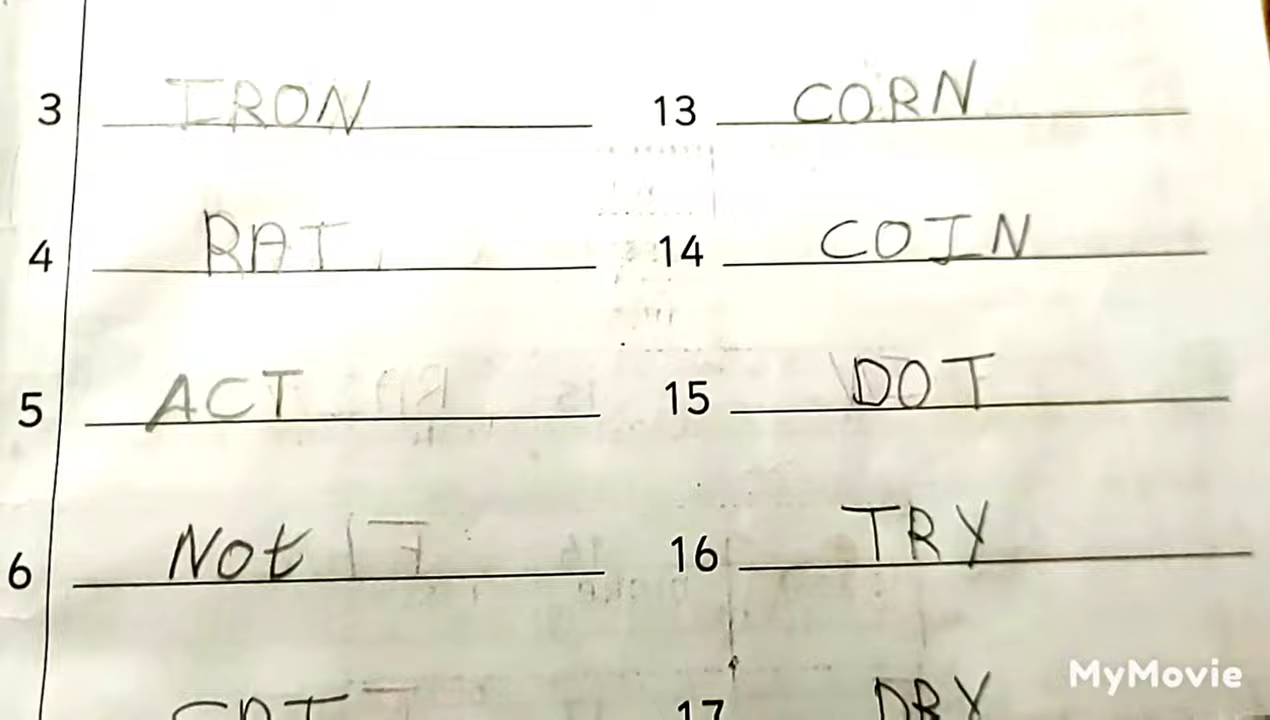 3 IRON
4 RAT
5 ACT
6 Not
13 CORN
14 COIN
15 DOT
16 TRY
17 DRY
MyMovie